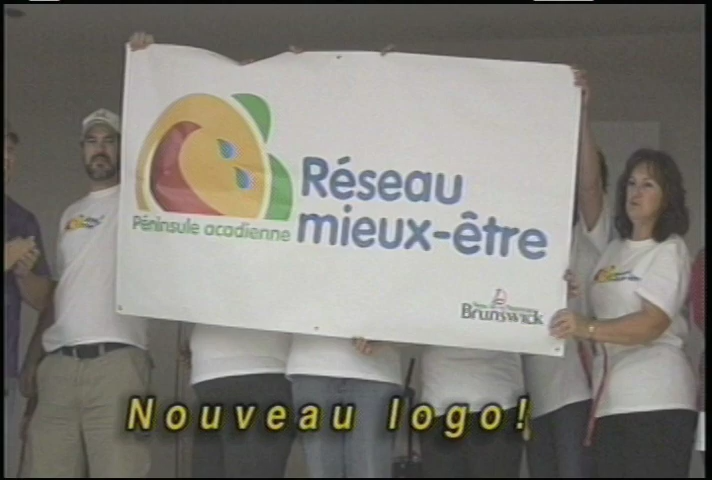 Réseau
mieux-être
Péninsule acadienne
Brunswick
Nouveau logo!